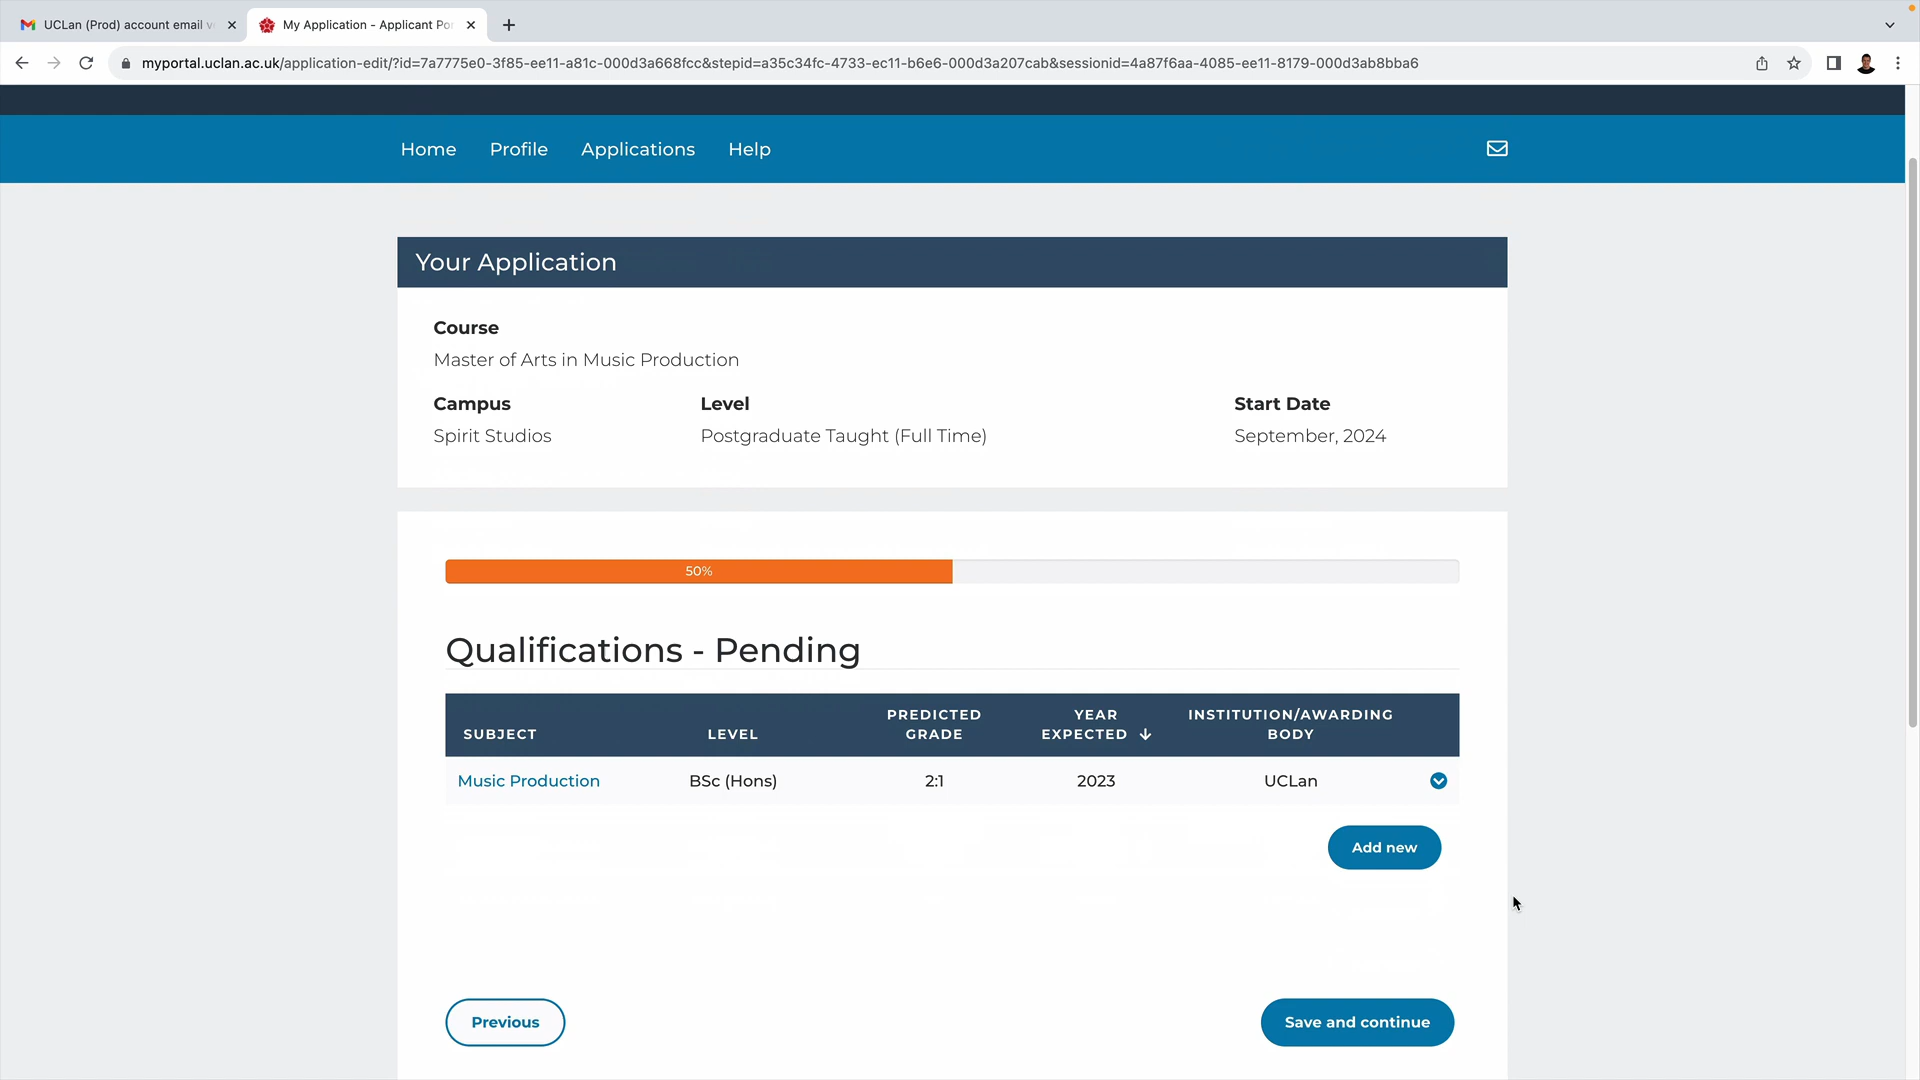 UCLan (Prod) account email v
My Application - Applicant Po
myportal.uclan.ac.uk/application-edit/?id=7a7775e0-3f85-ee11-a81c-000d3a668fcc&stepid=a35c34fc-4733-ec11-b6e6-000d3a207cab&sessionid=4a87f6aa-4085-ee11-8179-000d3ab8bba6
Home Profile Applications Help
Your Application
Course
Master of Arts in Music Production
Campus Level Start Date
Spirit Studios Postgraduate Taught (Full Time) September, 2024
50%
Qualifications - Pending
PREDICTED YEAR INSTITUTION/AWARDING
SUBJECT LEVEL GRADE EXPECTED BODY
Music Production BSc (Hons) 2:1 2023 UCLan
Add new
Previous Save and continue